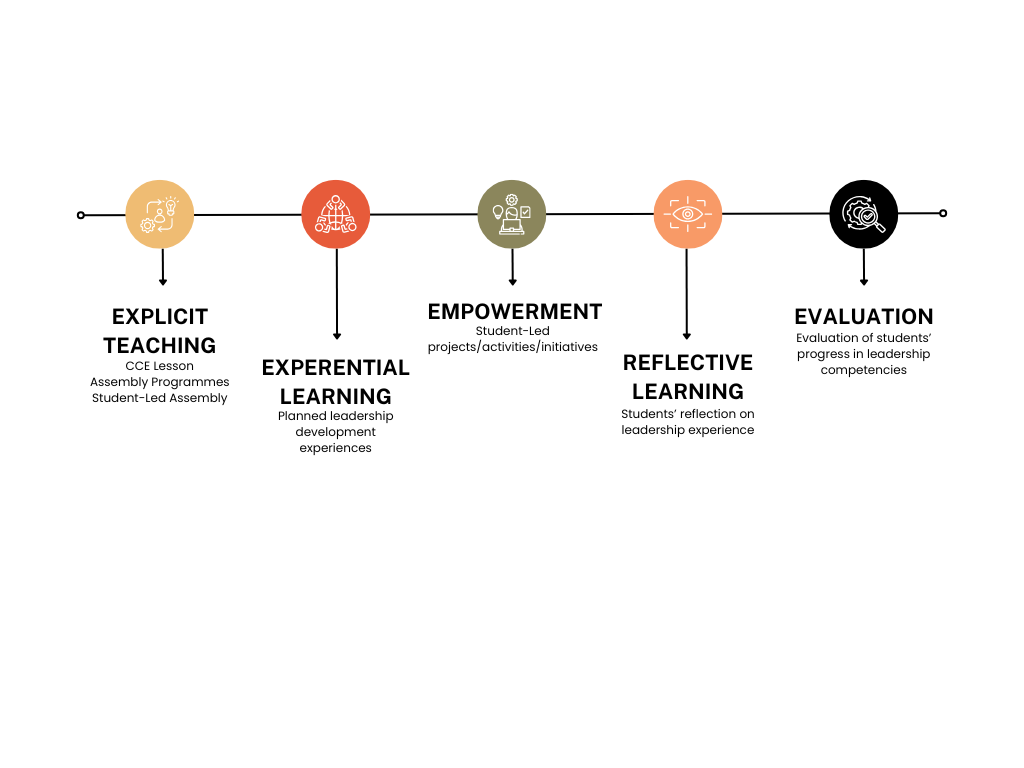 EXPLICIT
TEACHING
CCE Lesson
Assembly Programmes
Student-Led Assembly
EXPERENTIAL
LEARNING
Planned leadership
development
experiences
EMPOWERMENT
Student-Led
projects/activities/initiatives
REFLECTIVE
LEARNING
Students’ reflection on
leadership experience
EVALUATION
Evaluation of students’
progress in leadership
competencies